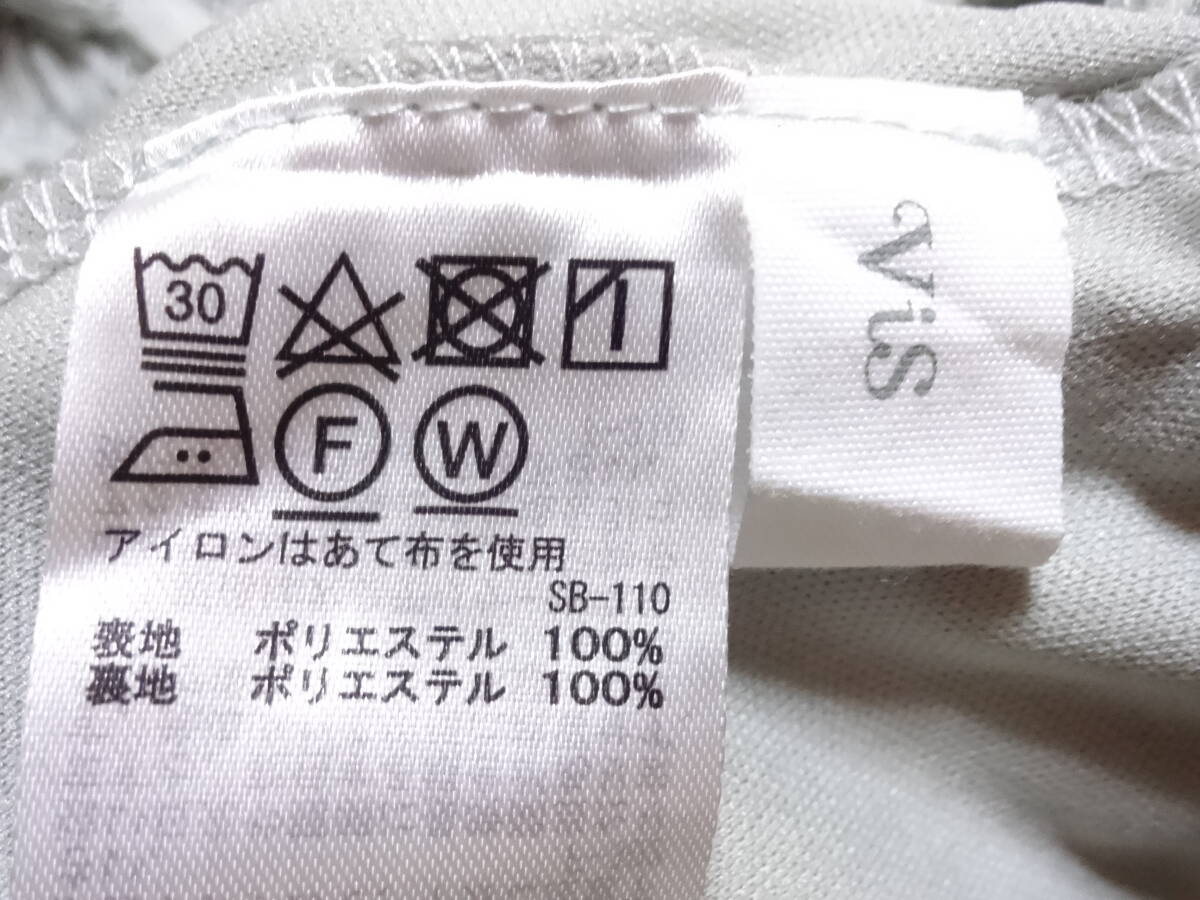 30
F W
アイロンはあて布を使用
SB-110
表地 ポリエステル 100%
裏地 ポリエステル 100%
ViS